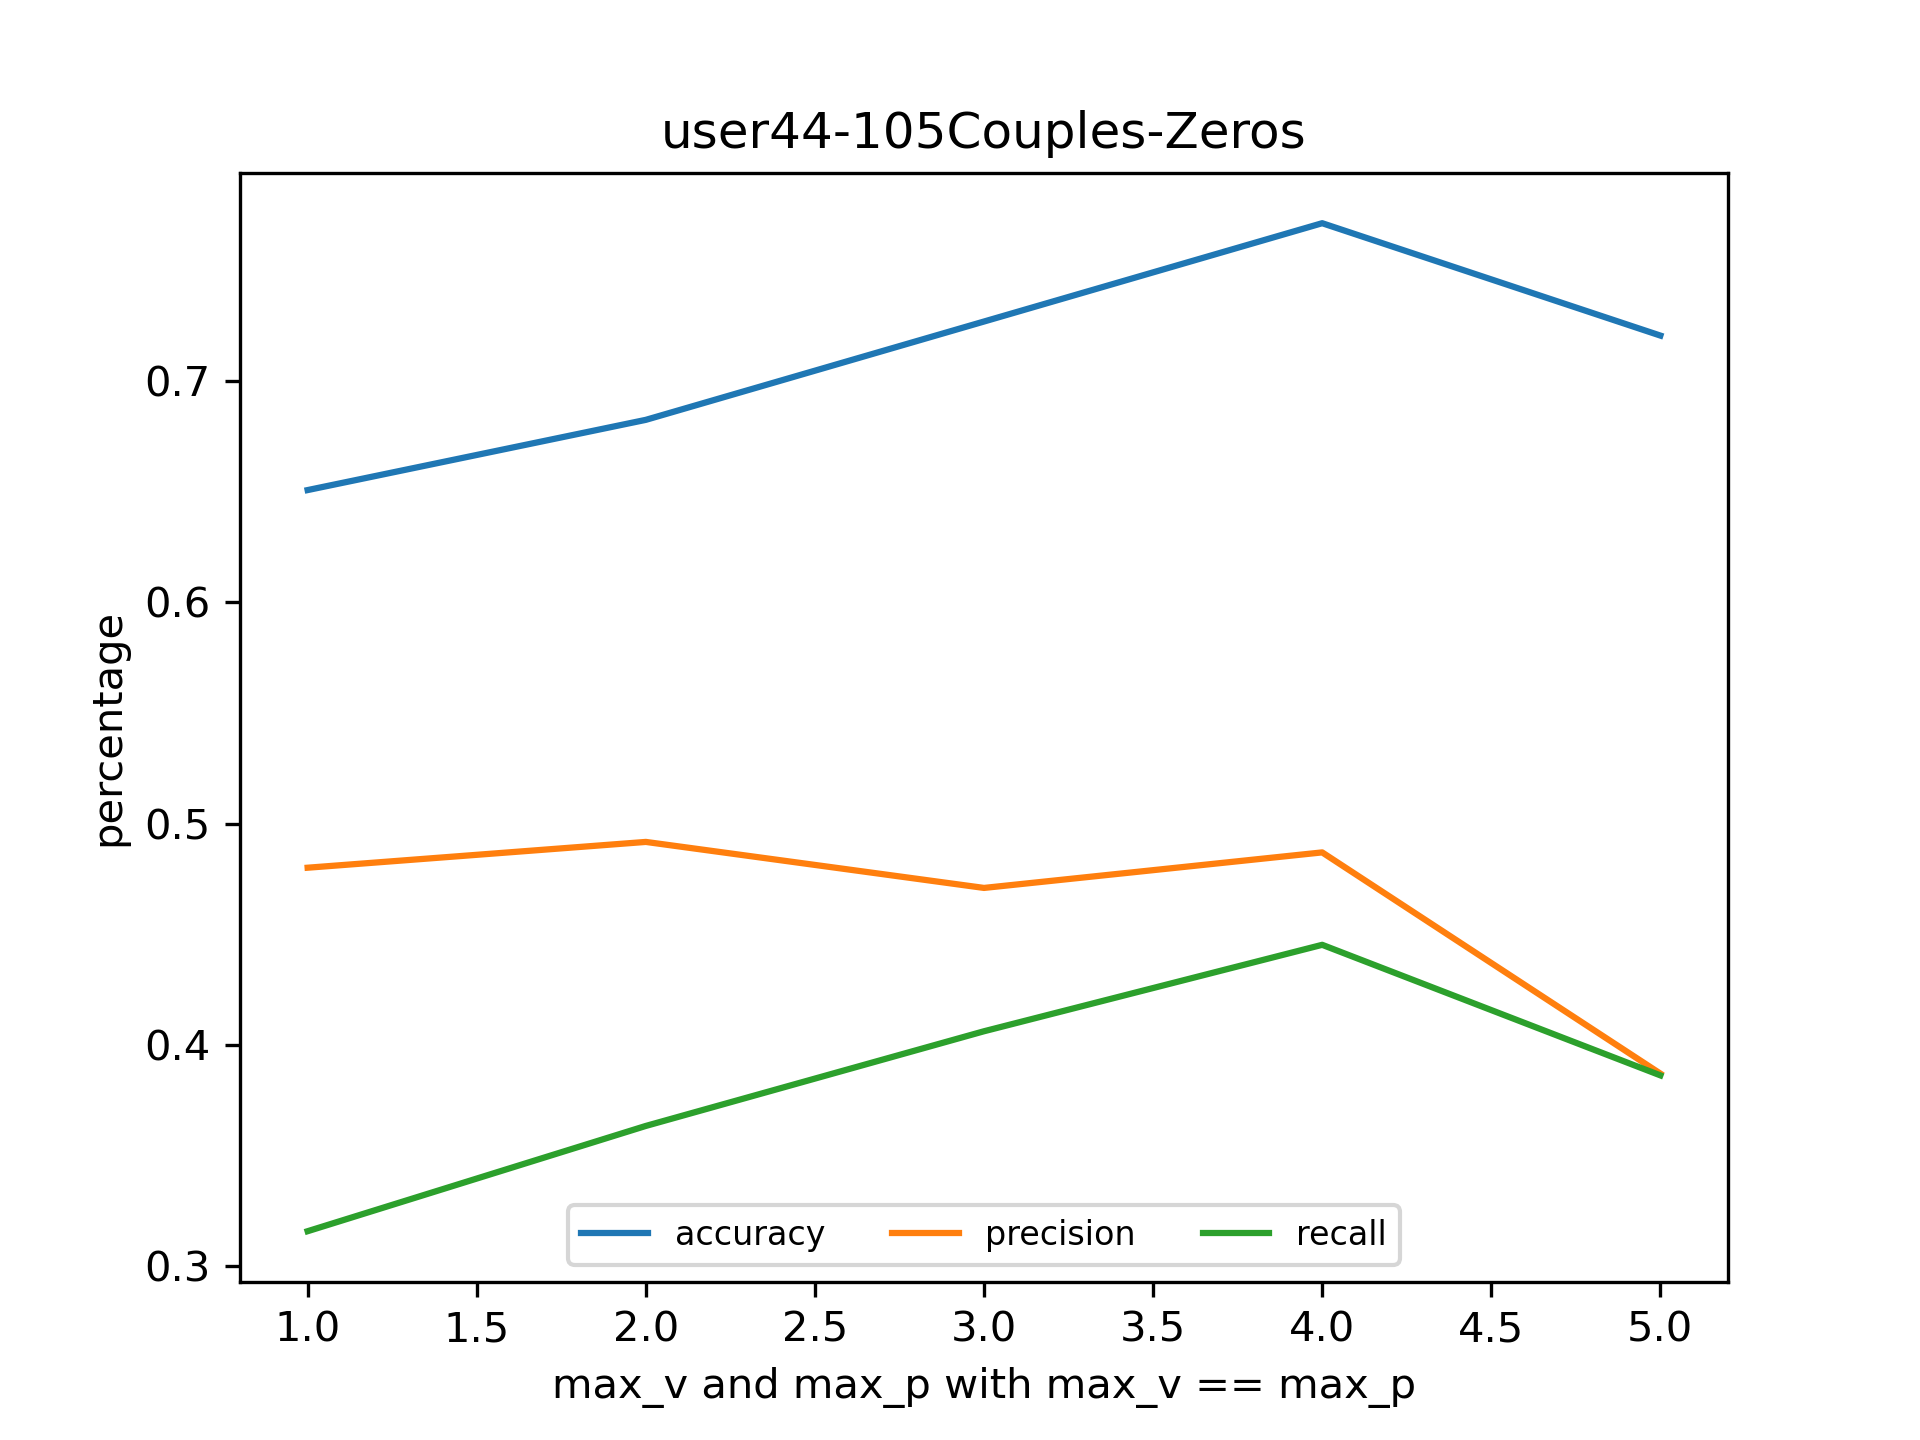 user44-105Couples-Zeros
percentage
0.7
0.6
0.5
0.4
0.3
accuracy precision recall
1.0 1.5 2.0 2.5 3.0 3.5 4.0 4.5 5.0
max_v and max_p with max_v == max_p